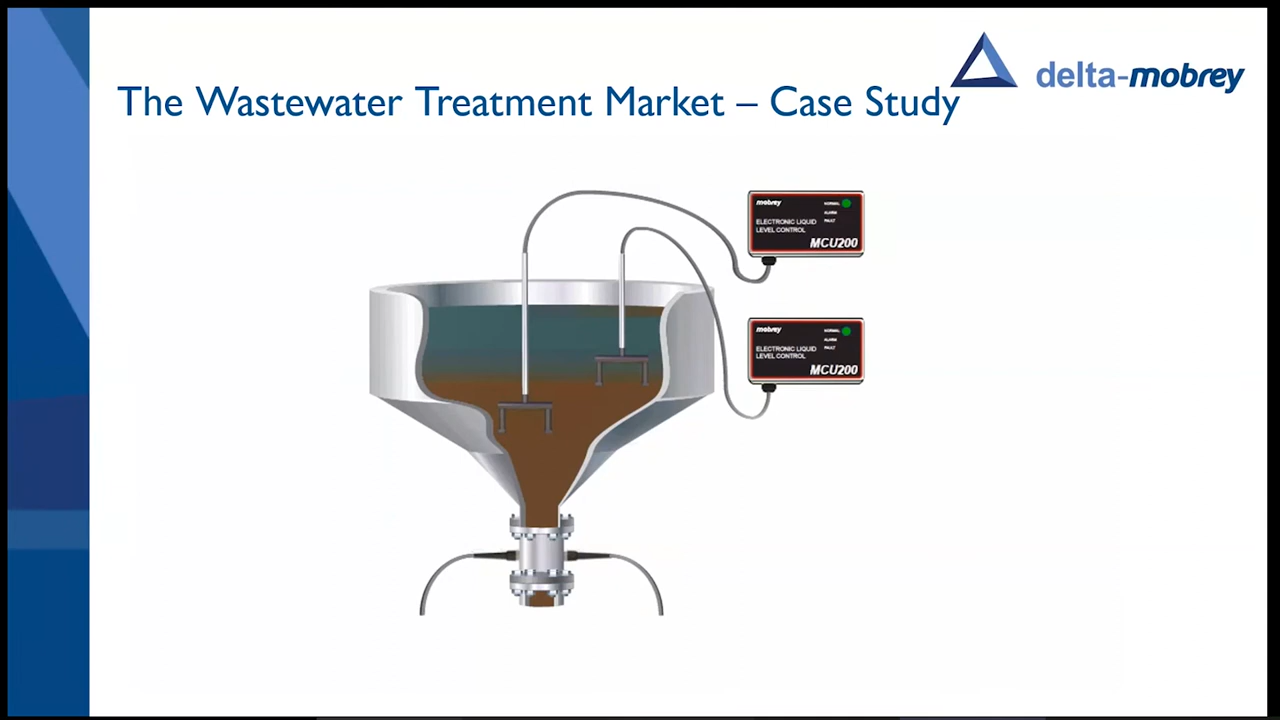 delta-mobrey
The Wastewater Treatment Market – Case Study
mobrey
NORMAL
ALARM
FAULT
ELECTRONIC LIQUID
LEVEL CONTROL
MCU200
mobrey
NORMAL
ALARM
FAULT
ELECTRONIC LIQUID
LEVEL CONTROL
MCU200